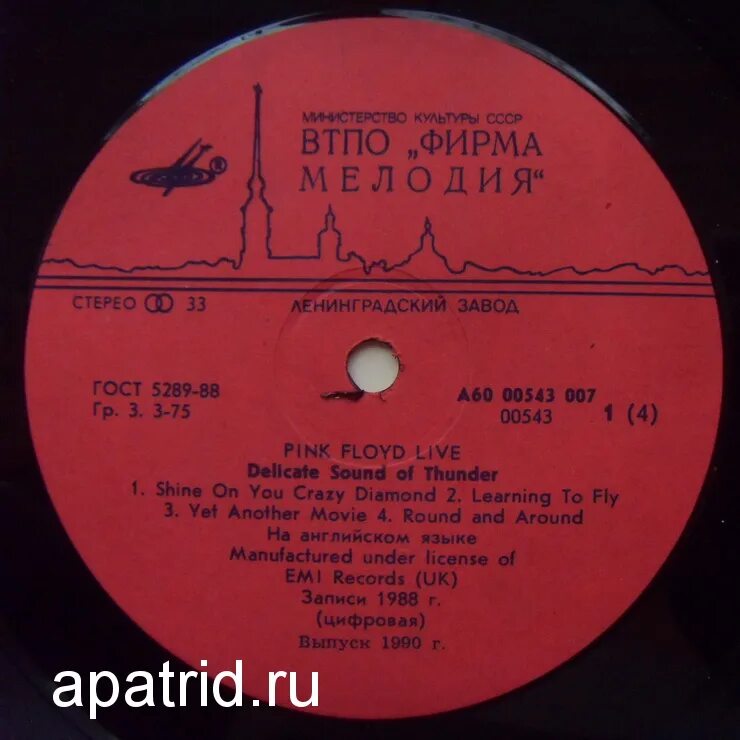 МИНИСТЕРСТВО КУЛЬТУРЫ СССР
ВТПО „ФИРМА
МЕЛОДИЯ“
®
СТЕРЕО 33 ЛЕНИНГРАДСКИЙ ЗАВОД
ГОСТ 5289-88 А60 00543 007
Гр. 3. 3-75 00543 1 (4)
PINK FLOYD LIVE
Delicate Sound of Thunder
1. Shine On You Crazy Diamond 2. Learning To Fly
3. Yet Another Movie 4. Round and Around
На английском языке
Manufactured under license of
EMI Records (UK)
Записи 1988 г.
(цифровая)
Выпуск 1990 г.
apatrid.ru